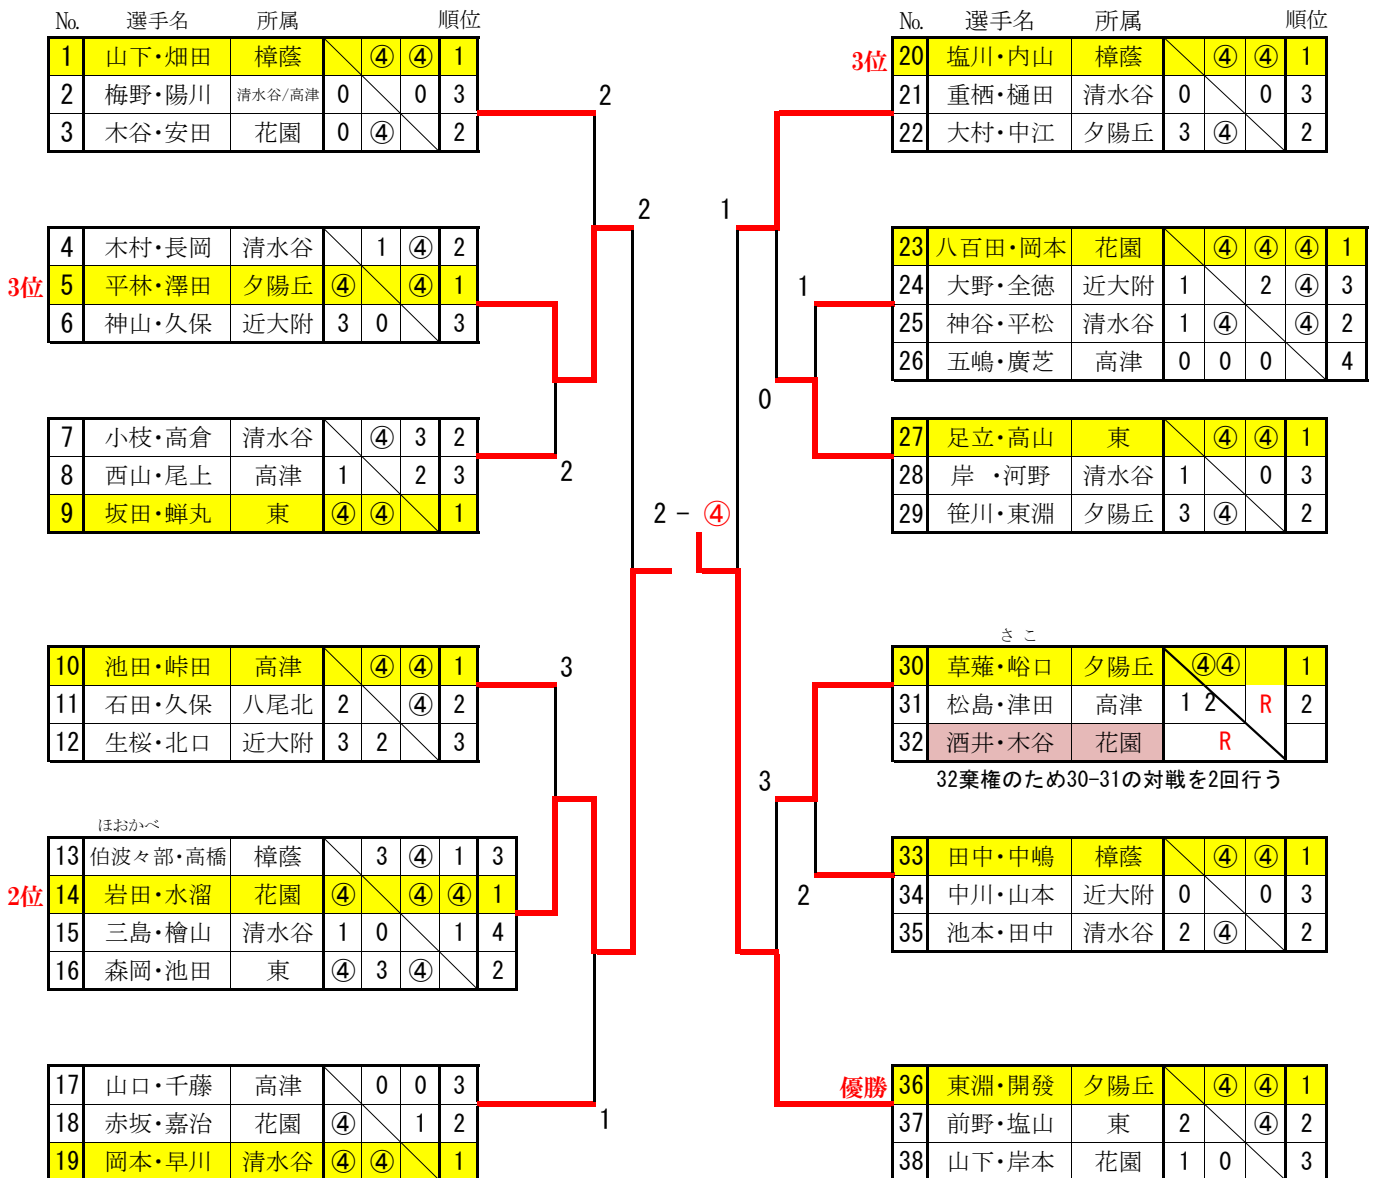 No. 選手名 所属 順位
1 山下・畑田 樟蔭 ④ ④ 1
2 梅野・陽川 清水谷/高津 0 0 3
3 木谷・安田 花園 0 ④ 2
2
4 木村・長岡 清水谷 1 ④ 2
3位 5 平林・澤田 夕陽丘 ④ ④ 1
6 神山・久保 近大附 3 0 3
2
7 小枝・高倉 清水谷 ④ 3 2
8 西山・尾上 高津 1 2 3
9 坂田・蝉丸 東 ④ ④ 1
2
2 - ④
10 池田・峠田 高津 ④ ④ 1
11 石田・久保 八尾北 2 ④ 2
12 生桜・北口 近大附 3 2 3
3
ほおかべ
13 伯波々部・高橋 樟蔭 3 ④ 1 3
2位 14 岩田・水溜 花園 ④ ④ ④ 1
15 三島・檜山 清水谷 1 0 1 4
16 森岡・池田 東 ④ 3 ④ 2
17 山口・千藤 高津 0 0 3
18 赤坂・嘉治 花園 ④ 1 2
19 岡本・早川 清水谷 ④ ④ 1
1
No. 選手名 所属 順位
3位 20 塩川・内山 樟蔭 ④ ④ 1
21 重栖・樋田 清水谷 0 0 3
22 大村・中江 夕陽丘 3 ④ 2
1
23 八百田・岡本 花園 ④ ④ ④ 1
24 大野・全徳 近大附 1 2 ④ 3
25 神谷・平松 清水谷 1 ④ ④ 2
26 五嶋・廣芝 高津 0 0 0 4
1
0
27 足立・高山 東 ④ ④ 1
28 岸 ・河野 清水谷 1 0 3
29 笹川・東淵 夕陽丘 3 ④ 2
さこ
30 草薙・峪口 夕陽丘 ④④ 1
31 松島・津田 高津 1 2 R 2
32 酒井・木谷 花園 R
32棄権のため30-31の対戦を2回行う
3
33 田中・中嶋 樟蔭 ④ ④ 1
34 中川・山本 近大附 0 0 3
35 池本・田中 清水谷 2 ④ 2
2
優勝 36 東淵・開發 夕陽丘 ④ ④ 1
37 前野・塩山 東 2 ④ 2
38 山下・岸本 花園 1 0 3